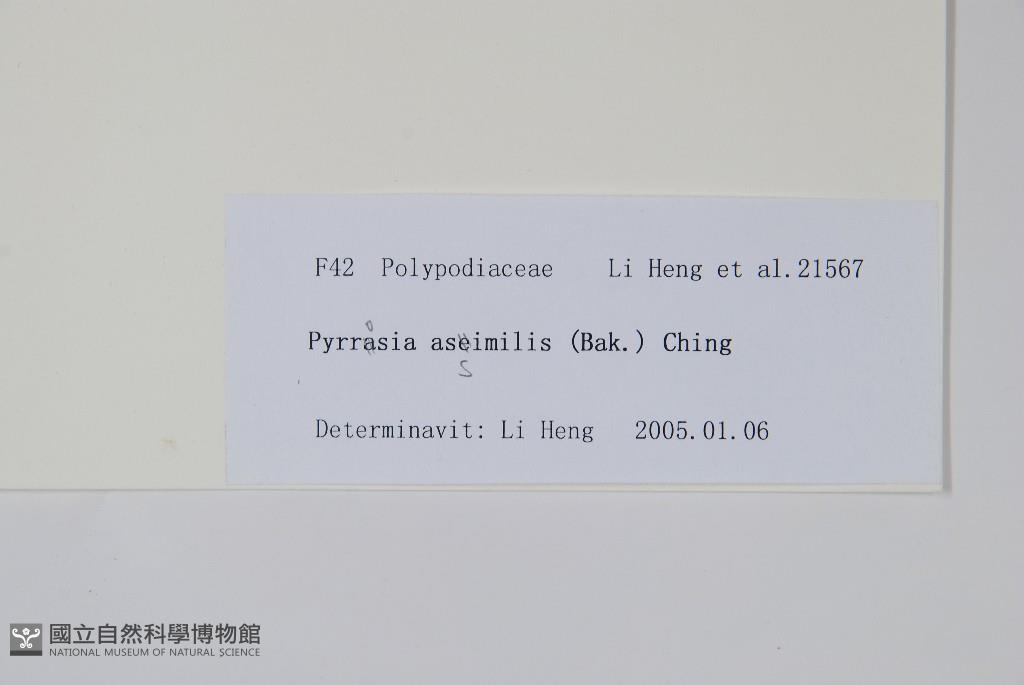 F42 Polypodiaceae Li Heng et al.21567
o
Pyrrasia aseimilis (Bak.) Ching
s
Determinavit: Li Heng 2005.01.06
國立自然科學博物館
NATIONAL MUSEUM OF NATURAL SCIENCE